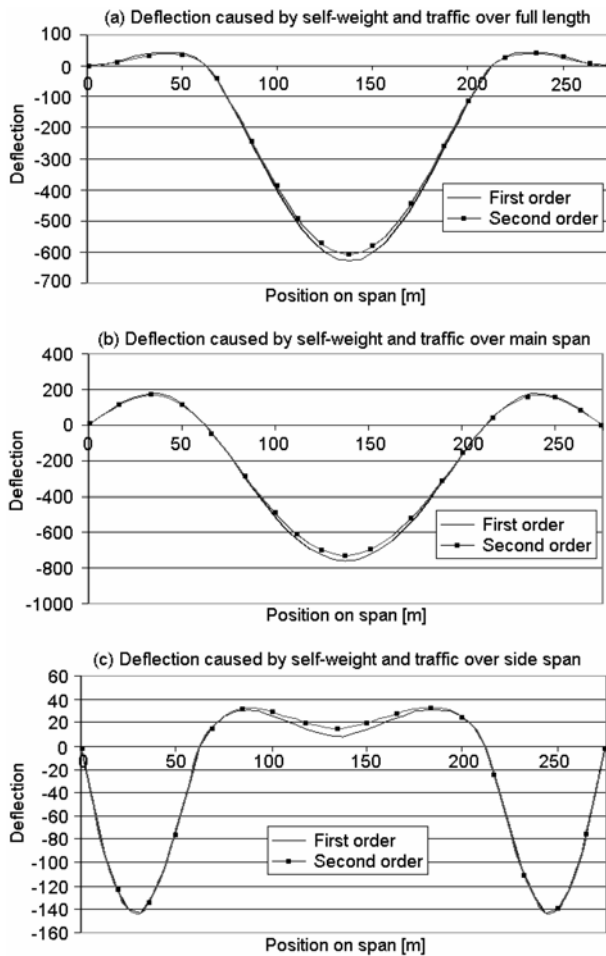 (a) Deflection caused by self-weight and traffic over full length
100
0
-100
-200
-300
-400
-500
-600
-700
0 50 100 150 200 250
Deflection
First order
Second order
Position on span [m]
(b) Deflection caused by self-weight and traffic over main span
400
200
0
-200
-400
-600
-800
-1000
0 50 100 150 200 250
Deflection
First order
Second order
Position on span [m]
(c) Deflection caused by self-weight and traffic over side span
60
40
20
0
-20
-40
-60
-80
-100
-120
-140
-160
0 50 100 150 200 250
Deflection
First order
Second order
Position on span [m]